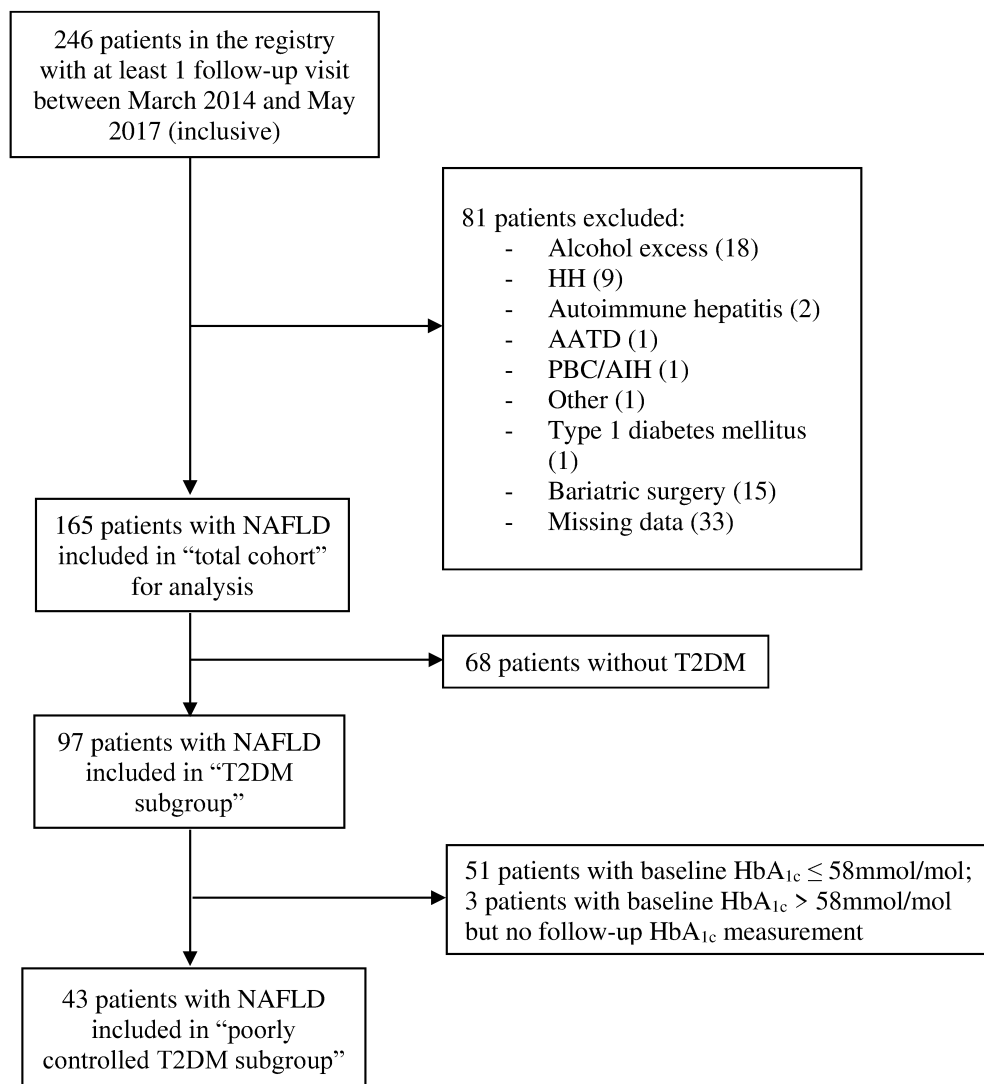 246 patients in the registry
with at least 1 follow-up visit
between March 2014 and May
2017 (inclusive)
81 patients excluded:
- Alcohol excess (18)
- HH (9)
- Autoimmune hepatitis (2)
- AATD (1)
- PBC/AIH (1)
- Other (1)
- Type 1 diabetes mellitus
(1)
- Bariatric surgery (15)
- Missing data (33)
165 patients with NAFLD
included in “total cohort”
for analysis
68 patients without T2DM
97 patients with NAFLD
included in “T2DM
subgroup”
51 patients with baseline HbA1c ≤ 58mmol/mol;
3 patients with baseline HbA1c > 58mmol/mol
but no follow-up HbA1c measurement
43 patients with NAFLD
included in “poorly
controlled T2DM subgroup”